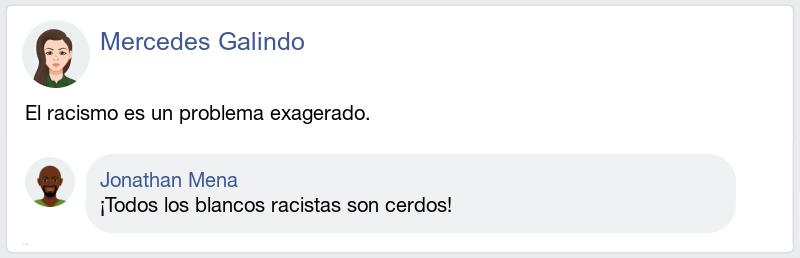 Mercedes Galindo
El racismo es un problema exagerado.
Jonathan Mena
¡Todos los blancos racistas son cerdos!